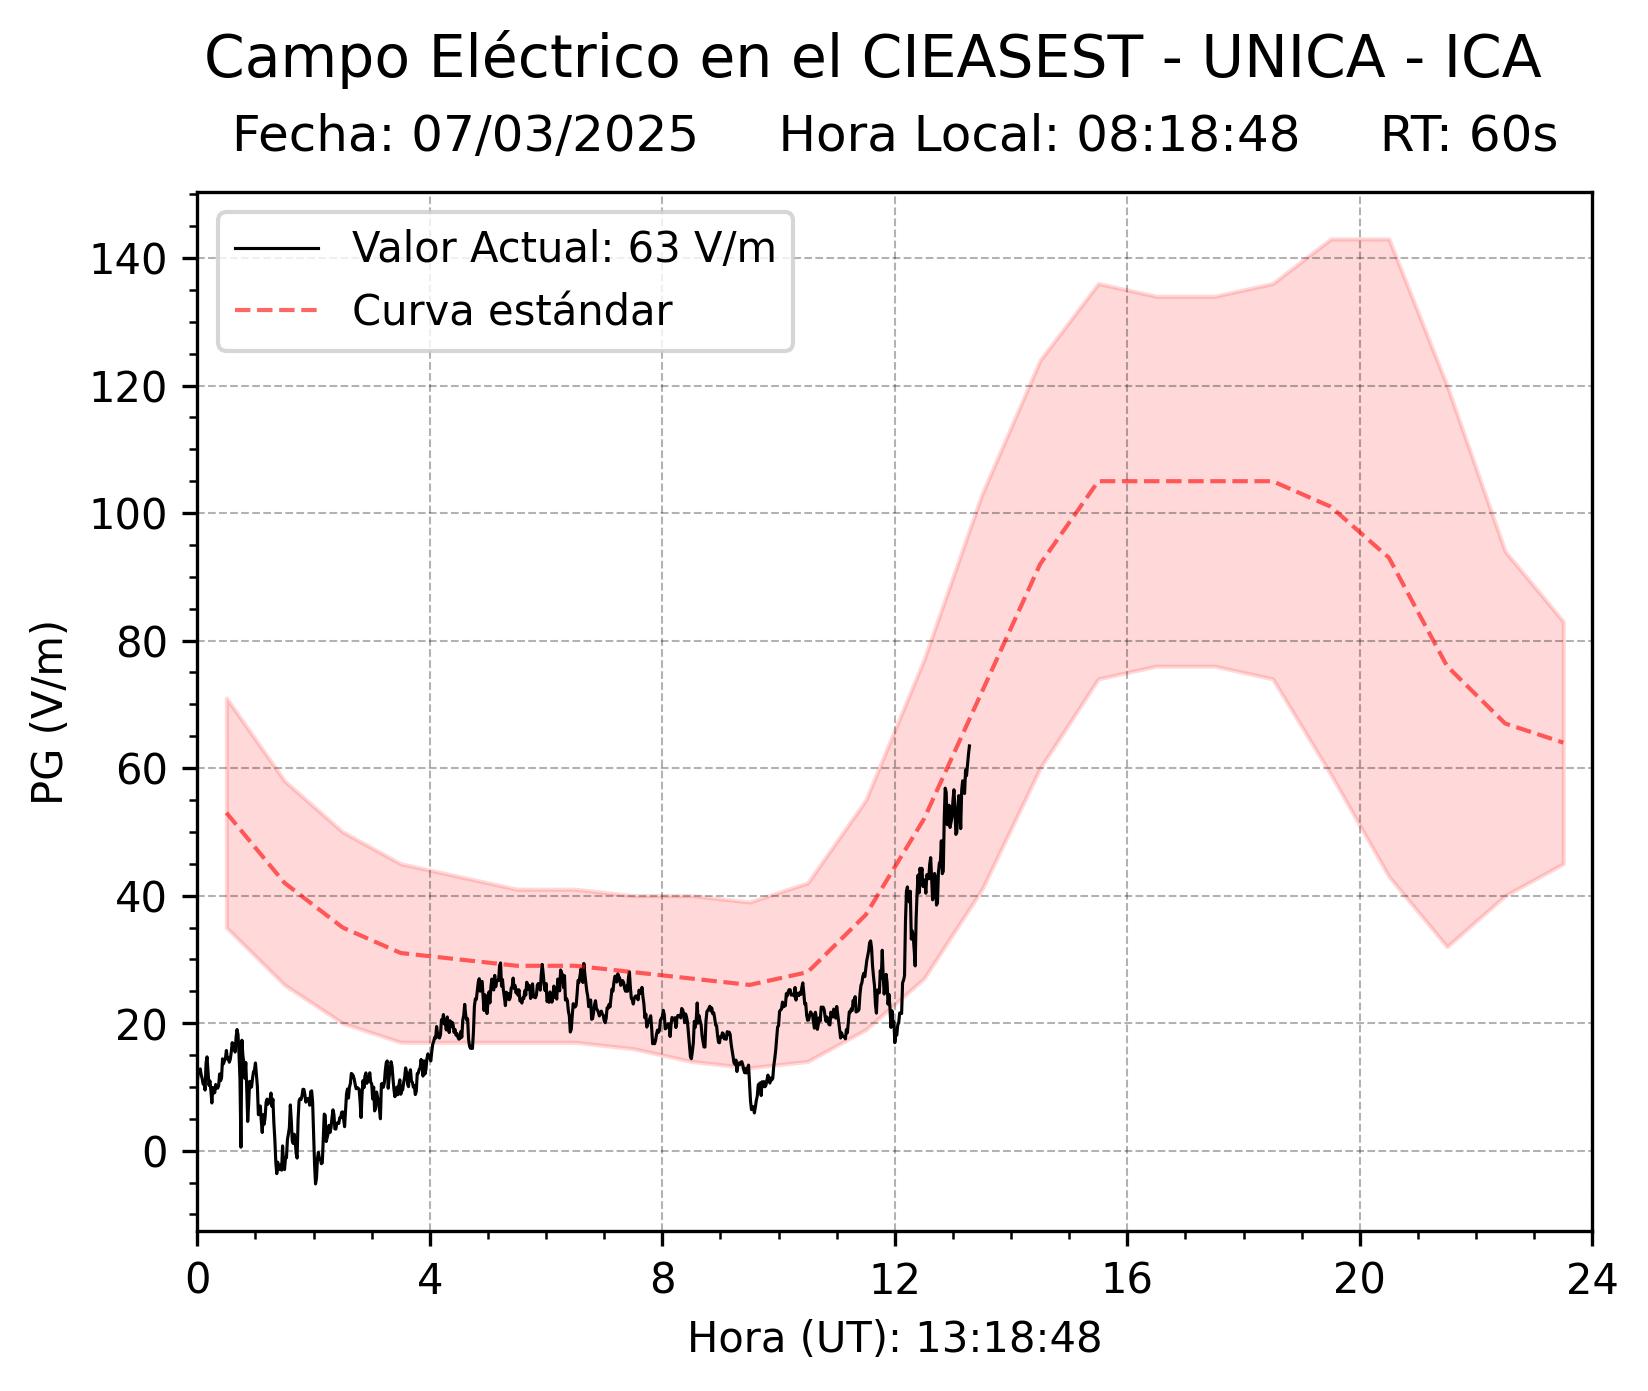 Campo Eléctrico en el CIEASEST - UNICA - ICA
Fecha: 07/03/2025 Hora Local: 08:18:48 RT: 60s
Valor Actual: 63 V/m
Curva estándar
140
120
100
80
60
40
20
0
PG (V/m)
0 4 8 12 16 20 24
Hora (UT): 13:18:48